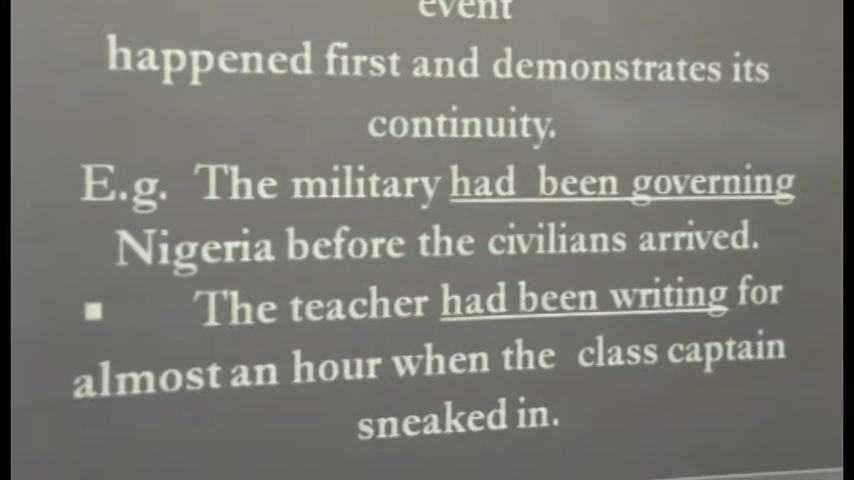 event
happened first and demonstrates its
continuity.
E.g. The military had been governing
Nigeria before the civilians arrived.
▪ The teacher had been writing for
almost an hour when the class captain
sneaked in.